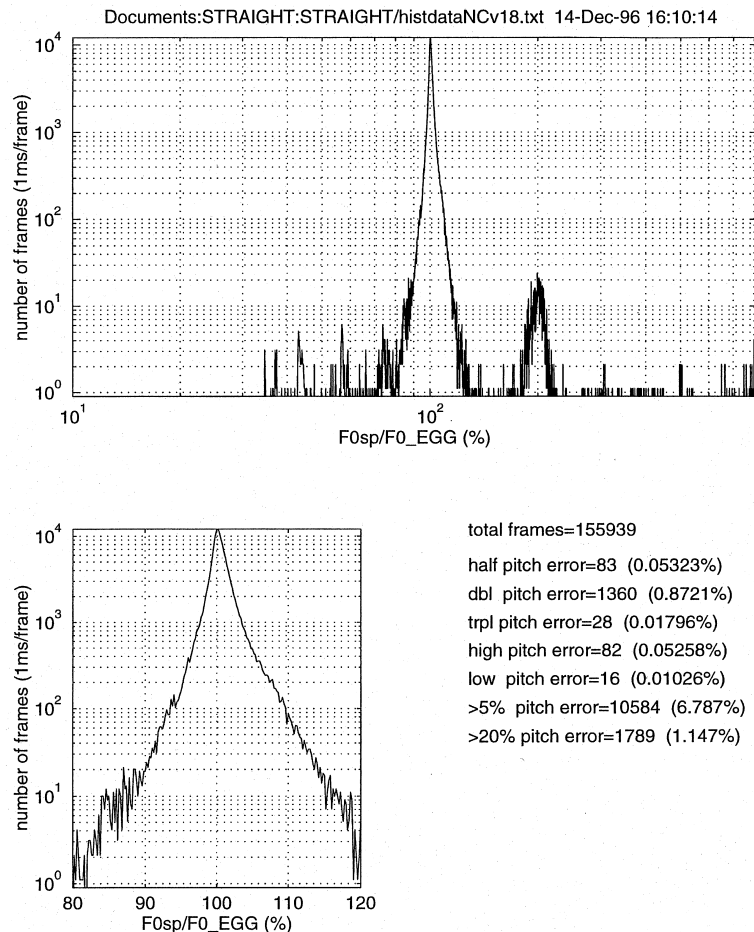 Documents:STRAIGHT:STRAIGHT/histdataNCv18.txt 14-Dec-96 16:10:14
number of frames (1ms/frame)
10^4
10^3
10^2
10^1
10^0
10^1
10^2
F0sp/F0_EGG (%)
number of frames (1ms/frame)
10^4
10^3
10^2
10^1
10^0
80
90
100
110
120
F0sp/F0_EGG (%)
total frames=155939
half pitch error=83 (0.05323%)
dbl pitch error=1360 (0.8721%)
trpl pitch error=28 (0.01796%)
high pitch error=82 (0.05258%)
low pitch error=16 (0.01026%)
>5% pitch error=10584 (6.787%)
>20% pitch error=1789 (1.147%)